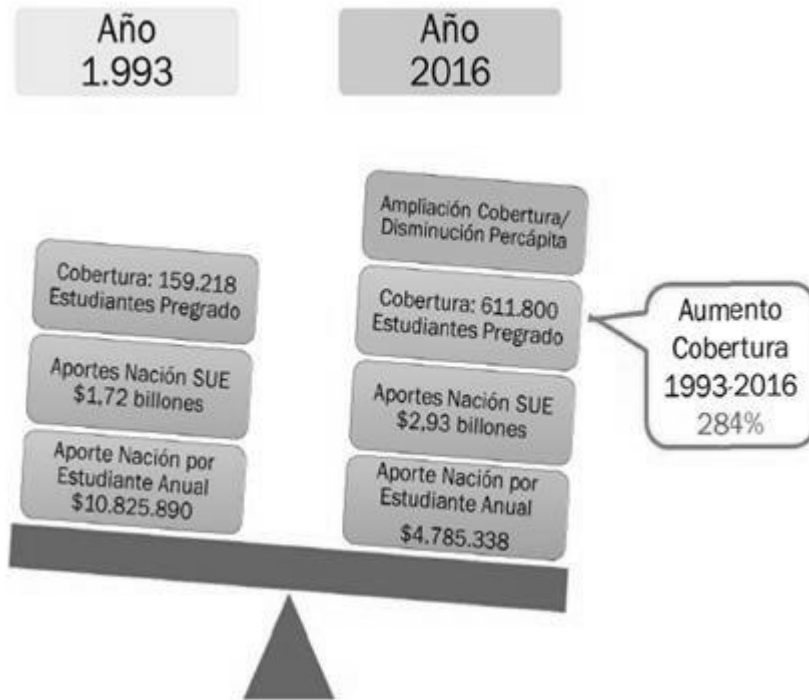 Año
1.993
Año
2016
Cobertura: 159.218
Estudiantes Pregrado
Aportes Nación SUE
$1,72 billones
Aporte Nación por
Estudiante Anual
$10.825.890
Ampliación Cobertura/
Disminución Percápita
Cobertura: 611.800
Estudiantes Pregrado
Aportes Nación SUE
$2,93 billones
Aporte Nación por
Estudiante Anual
$4.785.338
Aumento
Cobertura
1993-2016
284%